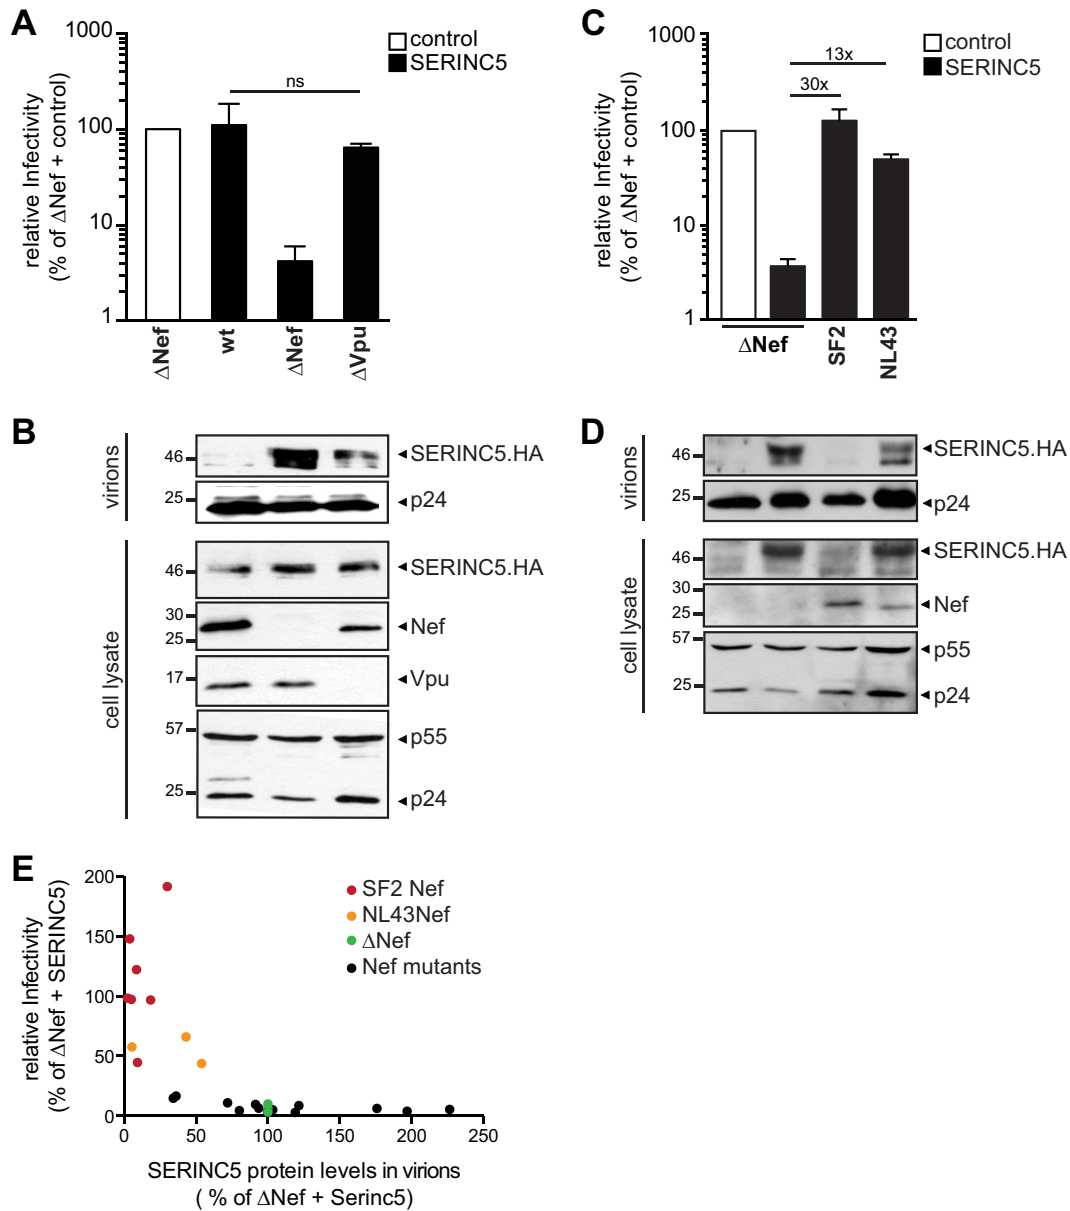 A
relative Infectivity
(% of ΔNef + control)
1000
100
10
1
control
SERINC5
ns
ΔNef
wt
ΔNef
ΔVpu
C
relative Infectivity
(% of ΔNef + control)
1000
100
10
1
control
SERINC5
13x
30x
ΔNef
SF2
NL43
B
virions
46
SERINC5.HA
25
p24
cell lysate
46
SERINC5.HA
30
25
Nef
17
Vpu
57
p55
25
p24
D
virions
46
SERINC5.HA
25
p24
cell lysate
46
SERINC5.HA
30
25
Nef
57
p55
25
p24
E
relative Infectivity
(% of ΔNef + SERINC5)
200
150
100
50
0
SF2 Nef
NL43Nef
ΔNef
Nef mutants
0 50 100 150 200 250
SERINC5 protein levels in virions
( % of ΔNef + Serinc5)